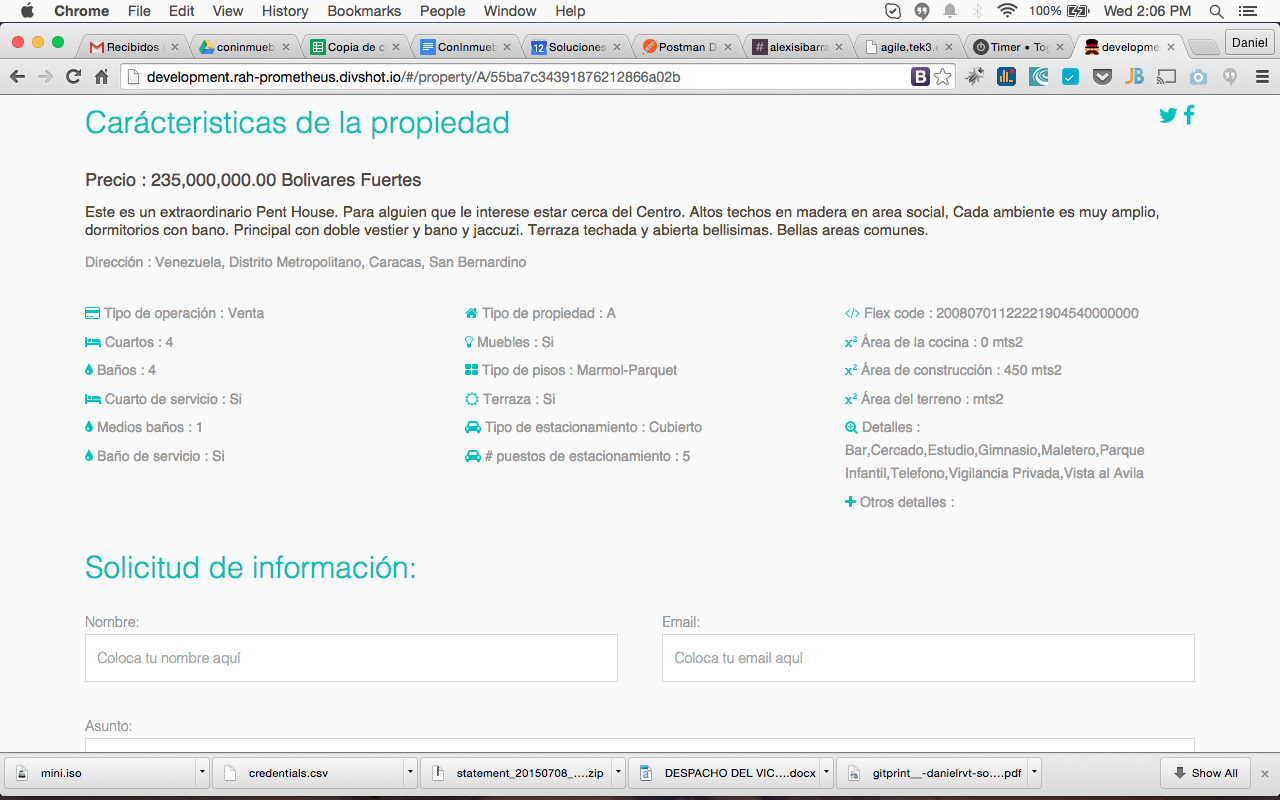 Chrome File Edit View History Bookmarks People Window Help 100% Wed 2:06 PM
Recibidos ( coninmueb Copia de c ConInmueb 12 Soluciones Postman D # alexisibarra agile.tek3.c Timer • Tog developme Daniel
development.rah-prometheus.divshot.io/#/property/A/55ba7c34391876212866a02b B JB
Carácteristicas de la propiedad
Precio : 235,000,000.00 Bolivares Fuertes
Este es un extraordinario Pent House. Para alguien que le interese estar cerca del Centro. Altos techos en madera en area social, Cada ambiente es muy amplio,
dormitorios con bano. Principal con doble vestier y bano y jaccuzi. Terraza techada y abierta bellisimas. Bellas areas comunes.
Dirección : Venezuela, Distrito Metropolitano, Caracas, San Bernardino
Tipo de operación : Venta
Cuartos : 4
Baños : 4
Cuarto de servicio : Si
Medios baños : 1
Baño de servicio : Si
Tipo de propiedad : A
Muebles : Si
Tipo de pisos : Marmol-Parquet
Terraza : Si
Tipo de estacionamiento : Cubierto
# puestos de estacionamiento : 5
</> Flex code : 20080701122221904540000000
x² Área de la cocina : 0 mts2
x² Área de construcción : 450 mts2
x² Área del terreno : mts2
Detalles :
Bar,Cercado,Estudio,Gimnasio,Maletero,Parque
Infantil,Telefono,Vigilancia Privada,Vista al Avila
Otros detalles :
Solicitud de información:
Nombre:
Coloca tu nombre aquí
Email:
Coloca tu email aquí
Asunto:
mini.iso credentials.csv statement_20150708_....zip DESPACHO DEL VIC....docx gitprint__-danielrvt-so....pdf Show All